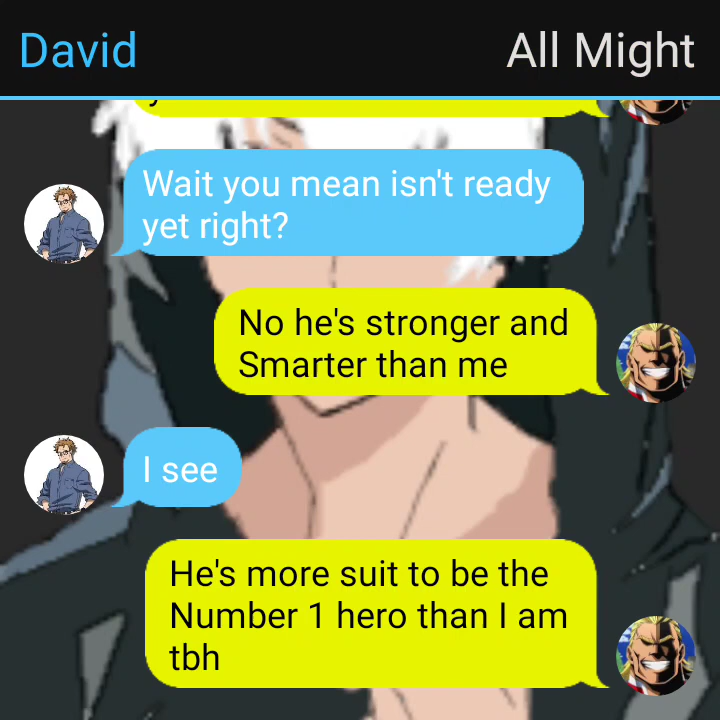 David
All Might
Wait you mean isn't ready
yet right?
No he's stronger and
Smarter than me
I see
He's more suit to be the
Number 1 hero than I am
tbh